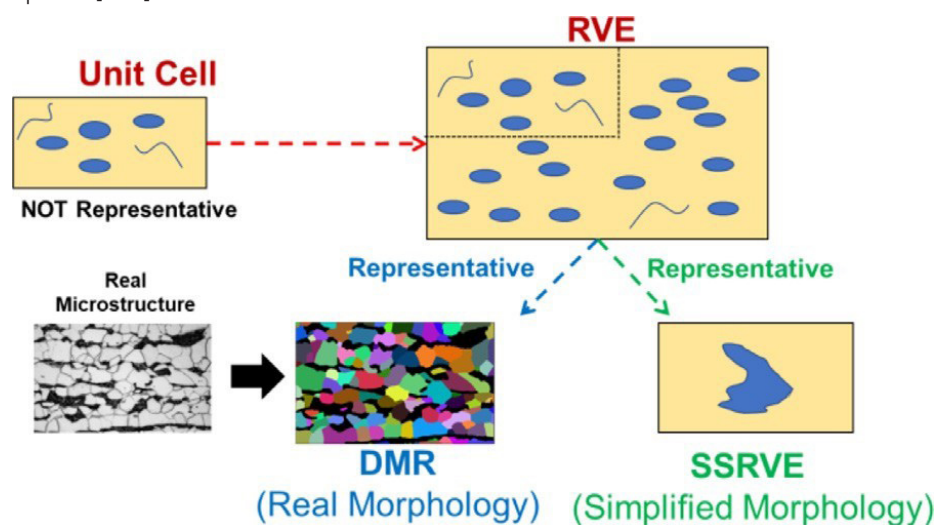 RVE
Unit Cell
NOT Representative
Representative
Representative
Real
Microstructure
DMR
(Real Morphology)
SSRVE
(Simplified Morphology)